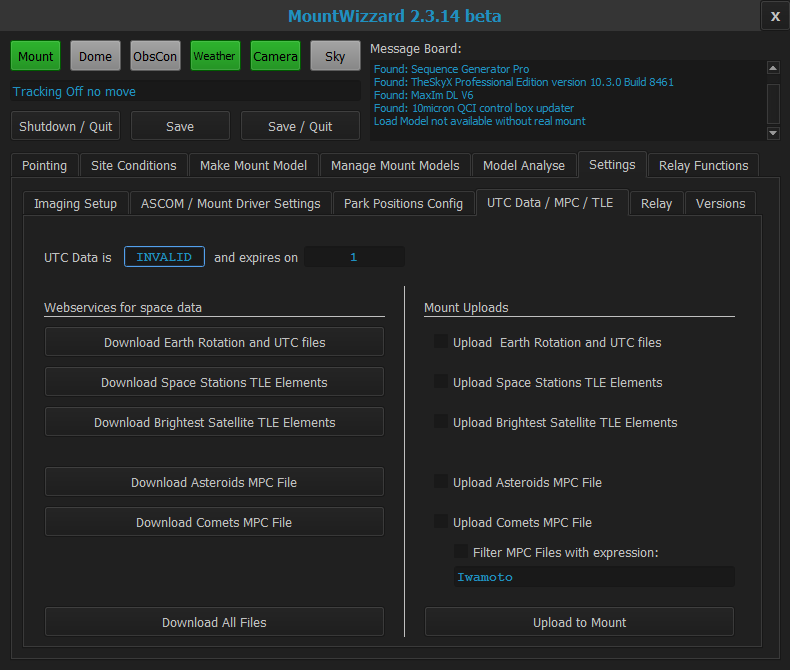 MountWizzard 2.3.14 beta
X
Mount Dome ObsCon Weather Camera Sky
Message Board:
Found: Sequence Generator Pro
Found: TheSkyX Professional Edition version 10.3.0 Build 8461
Found: MaxIm DL V6
Found: 10micron QCI control box updater
Load Model not available without real mount
Tracking Off no move
Shutdown / Quit Save Save / Quit
Pointing Site Conditions Make Mount Model Manage Mount Models Model Analyse Settings Relay Functions
Imaging Setup ASCOM / Mount Driver Settings Park Positions Config UTC Data / MPC / TLE Relay Versions
UTC Data is INVALID and expires on 1
Webservices for space data
Download Earth Rotation and UTC files
Download Space Stations TLE Elements
Download Brightest Satellite TLE Elements
Download Asteroids MPC File
Download Comets MPC File
Download All Files
Mount Uploads
Upload Earth Rotation and UTC files
Upload Space Stations TLE Elements
Upload Brightest Satellite TLE Elements
Upload Asteroids MPC File
Upload Comets MPC File
Filter MPC Files with expression:
Iwamoto
Upload to Mount